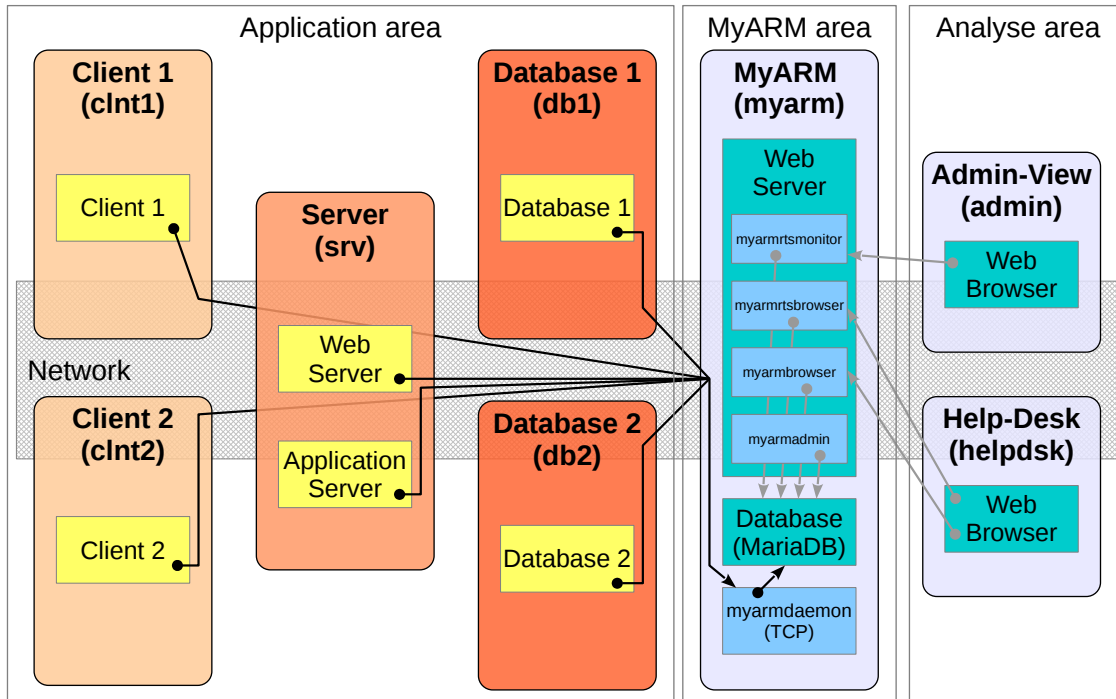 Application area
MyARM area
Analyse area
Client 1
(clnt1)
Client 1
Database 1
(db1)
Database 1
Server
(srv)
Web
Server
Application
Server
Network
Client 2
(clnt2)
Client 2
Database 2
(db2)
Database 2
MyARM
(myarm)
Web
Server
myarmrtsmonitor
myarmrtsbrowser
myarmbrowser
myarmadmin
Database
(MariaDB)
myarmdaemon
(TCP)
Admin-View
(admin)
Web
Browser
Help-Desk
(helpdsk)
Web
Browser